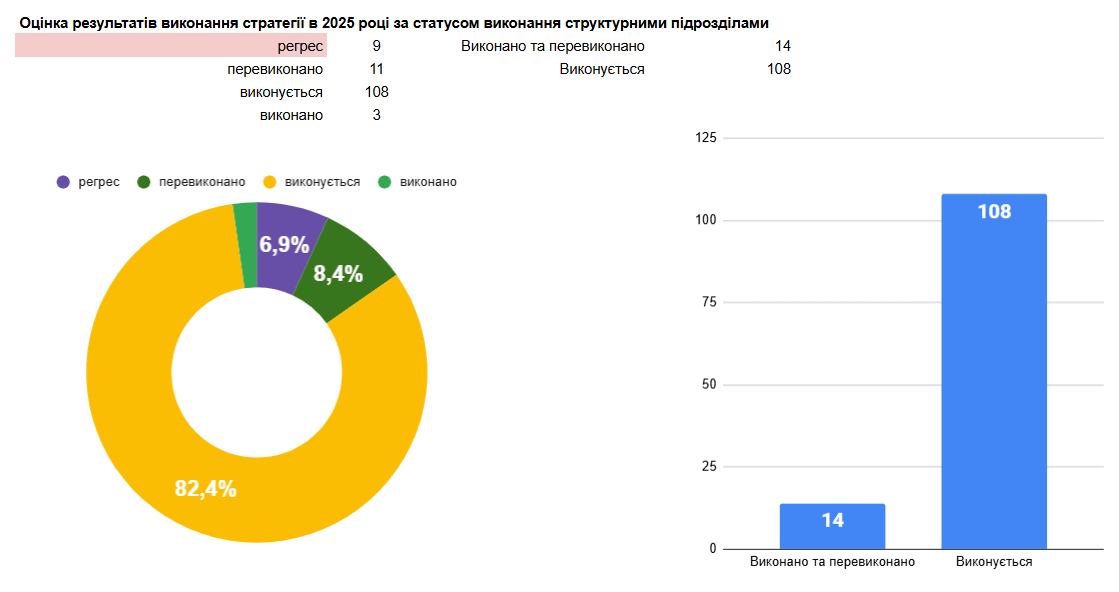 Оцінка результатів виконання стратегії в 2025 році за статусом виконання структурними підрозділами
регрес 9 Виконано та перевиконано 14
перевиконано 11 Виконується 108
виконується 108
виконано 3
регрес перевиконано виконується виконано
6,9%
8,4%
82,4%
125
100
75
50
25
0
108
14
Виконано та перевиконано Виконується